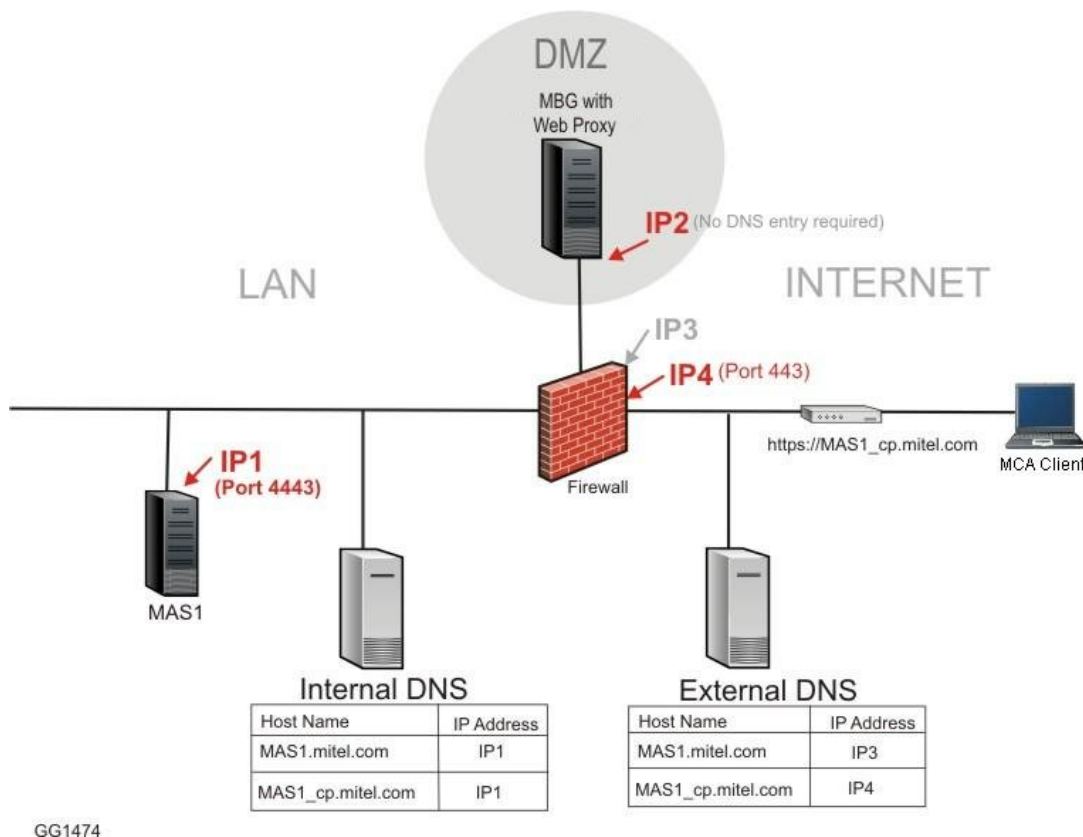 DMZ
MBG with
Web Proxy
IP2 (No DNS entry required)
LAN
INTERNET
IP3
IP4 (Port 443)
https://MAS1_cp.mitel.com
MCA Client
IP1
(Port 4443)
Firewall
MAS1
Internal DNS
Host Name IP Address
MAS1.mitel.com IP1
MAS1_cp.mitel.com IP1
External DNS
Host Name IP Address
MAS1.mitel.com IP3
MAS1_cp.mitel.com IP4
GG1474